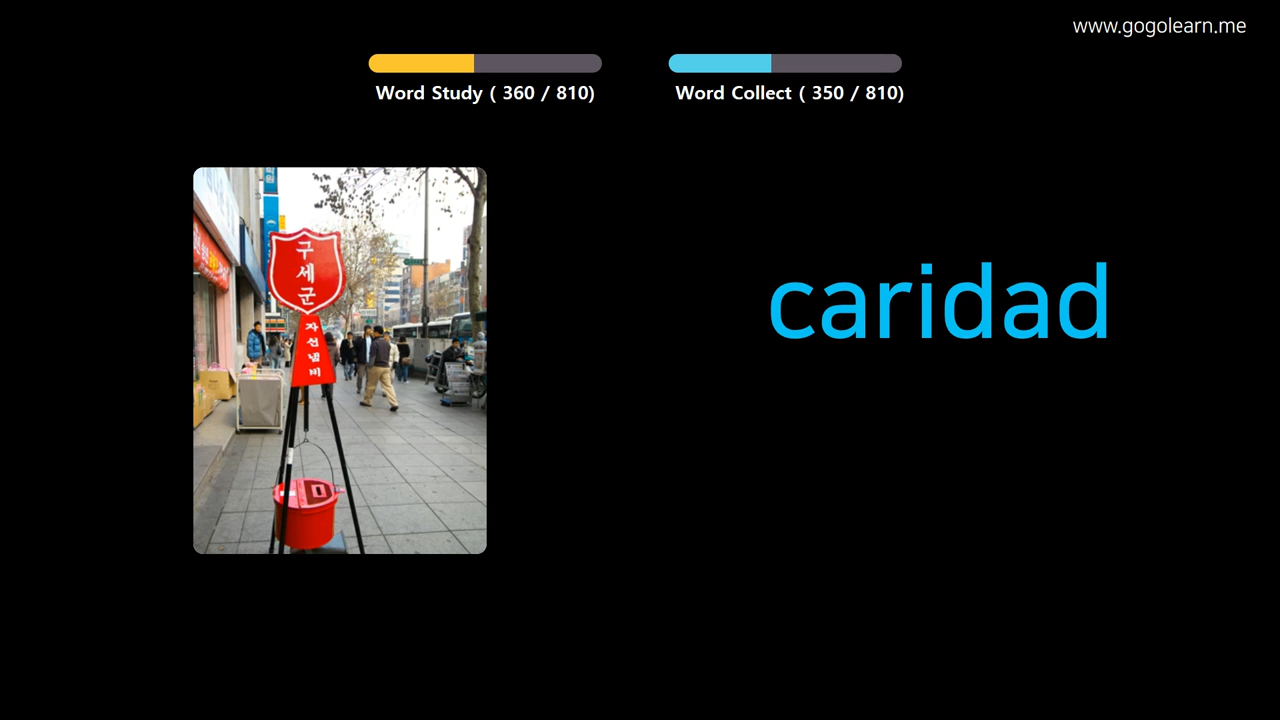 www.gogolearn.me
Word Study ( 360 / 810)
Word Collect ( 350 / 810)
구
세
군
자
선
냄
비
caridad